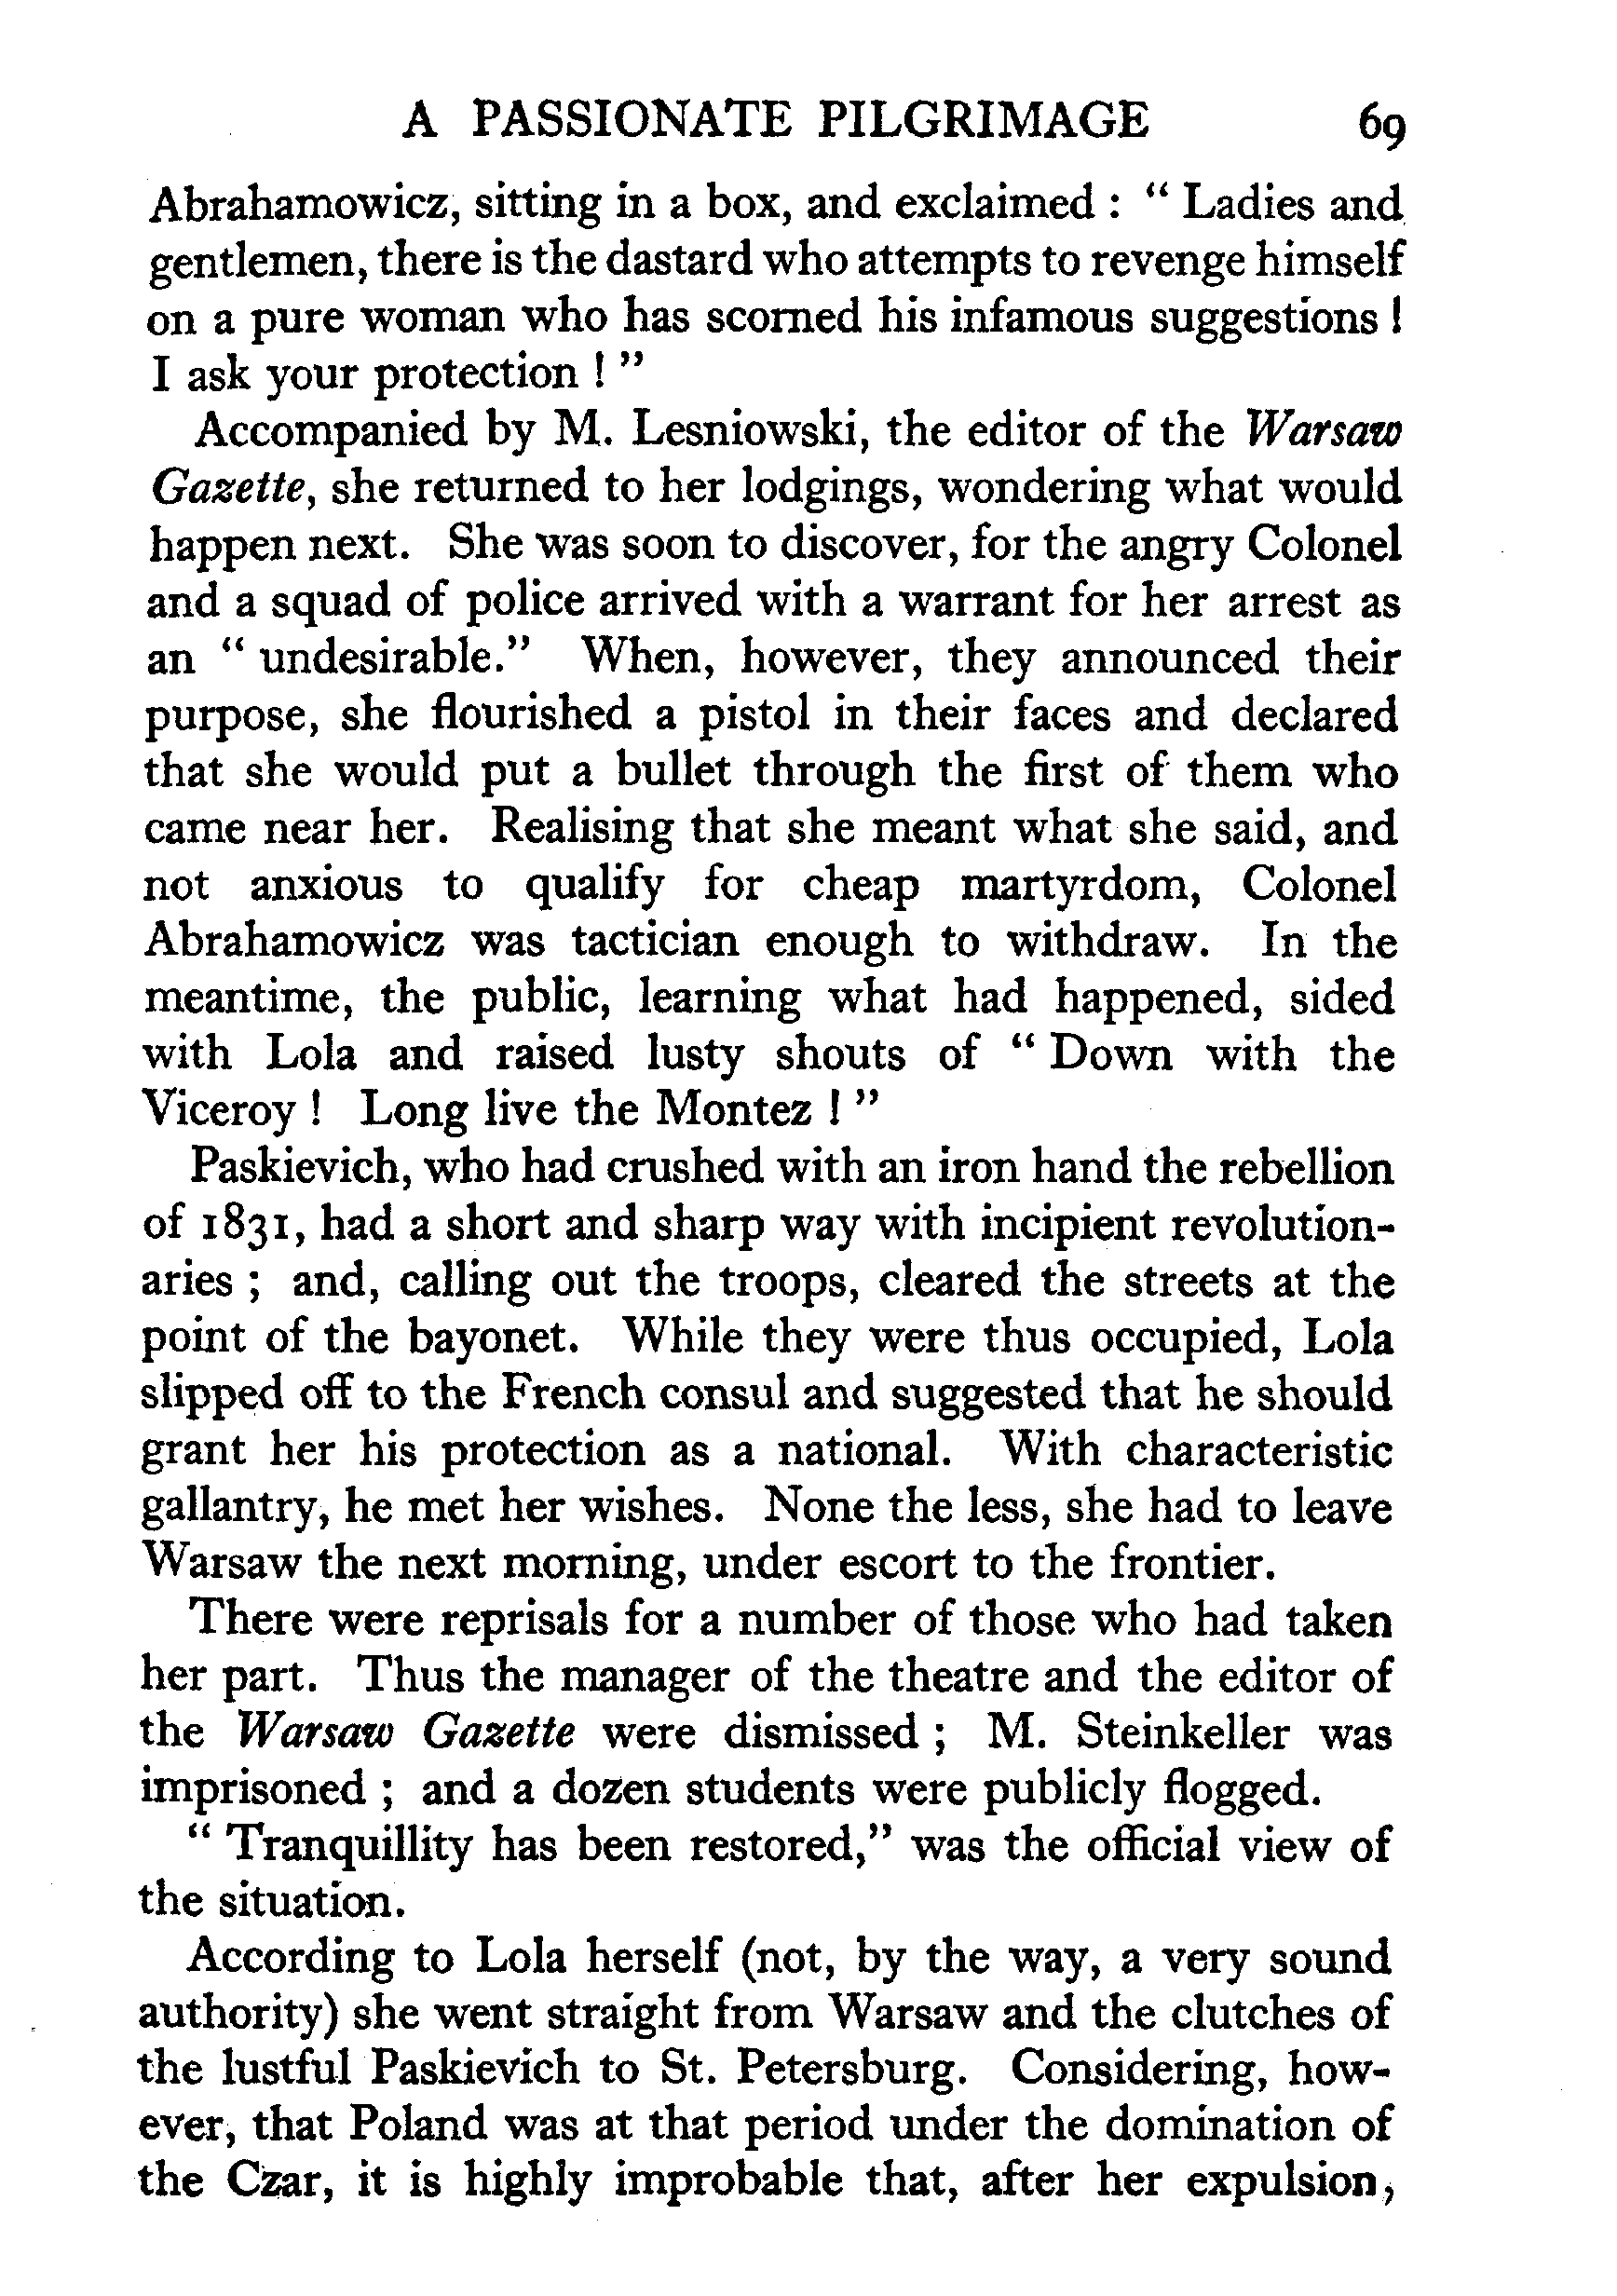 A PASSIONATE PILGRIMAGE 69
Abrahamowicz, sitting in a box, and exclaimed : " Ladies and
gentlemen, there is the dastard who attempts to revenge himself
on a pure woman who has scorned his infamous suggestions !
I ask your protection ! "
Accompanied by M. Lesniowski, the editor of the Warsaw
Gazette, she returned to her lodgings, wondering what would
happen next. She was soon to discover, for the angry Colonel
and a squad of police arrived with a warrant for her arrest as
an " undesirable." When, however, they announced their
purpose, she flourished a pistol in their faces and declared
that she would put a bullet through the first of them who
came near her. Realising that she meant what she said, and
not anxious to qualify for cheap martyrdom, Colonel
Abrahamowicz was tactician enough to withdraw. In the
meantime, the public, learning what had happened, sided
with Lola and raised lusty shouts of " Down with the
Viceroy ! Long live the Montez ! "
Paskievich, who had crushed with an iron hand the rebellion
of 1831, had a short and sharp way with incipient revolution-
aries ; and, calling out the troops, cleared the streets at the
point of the bayonet. While they were thus occupied, Lola
slipped off to the French consul and suggested that he should
grant her his protection as a national. With characteristic
gallantry, he met her wishes. None the less, she had to leave
Warsaw the next morning, under escort to the frontier.
There were reprisals for a number of those who had taken
her part. Thus the manager of the theatre and the editor of
the Warsaw Gazette were dismissed ; M. Steinkeller was
imprisoned ; and a dozen students were publicly flogged.
" Tranquillity has been restored," was the official view of
the situation.
According to Lola herself (not, by the way, a very sound
authority) she went straight from Warsaw and the clutches of
the lustful Paskievich to St. Petersburg. Considering, how-
ever, that Poland was at that period under the domination of
the Czar, it is highly improbable that, after her expulsion,